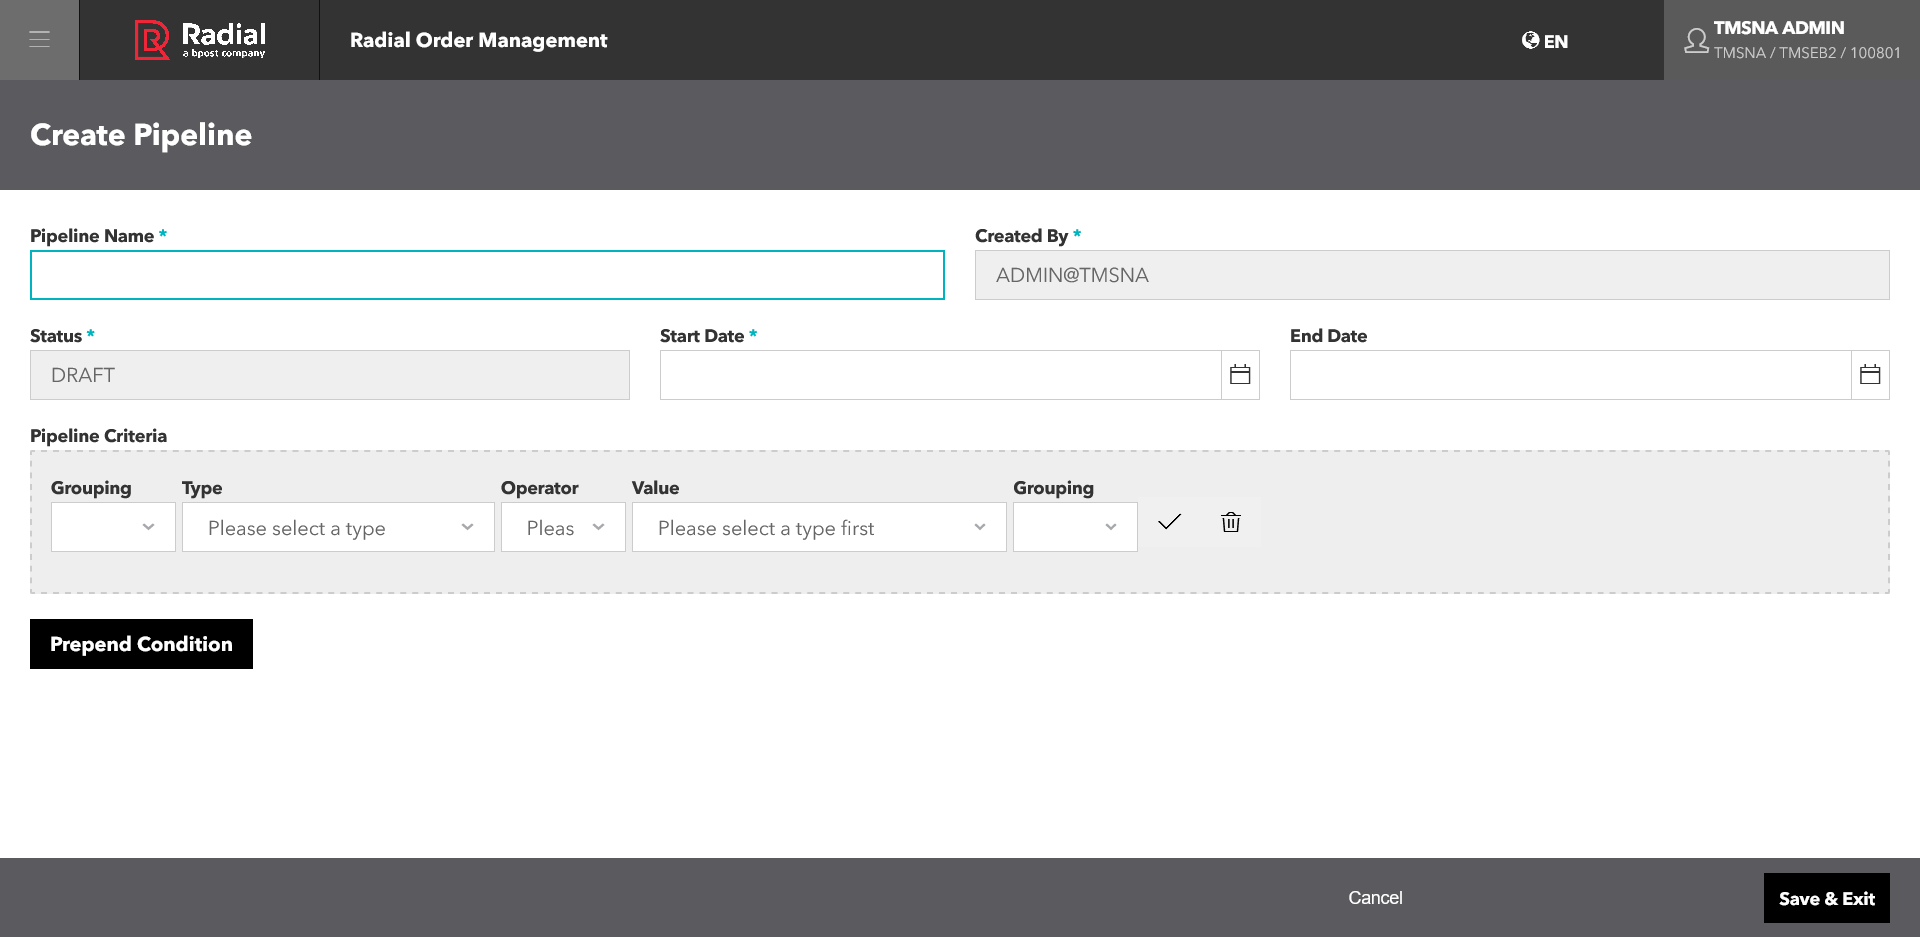 Radial
a bpost company
Radial Order Management
EN
TMSNA ADMIN
TMSNA / TMSEB2 / 100801
Create Pipeline
Pipeline Name *
Created By *
ADMIN@TMSNA
Status *
Start Date *
End Date
DRAFT
Pipeline Criteria
Grouping Type Operator Value Grouping
Please select a type Pleas Please select a type first
Prepend Condition
Cancel
Save & Exit